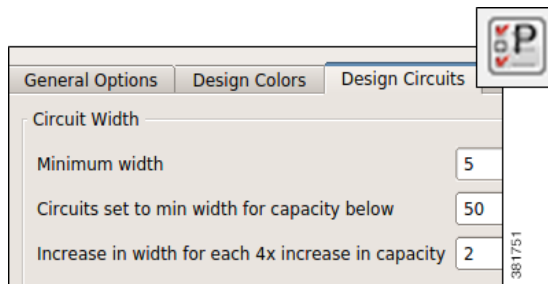 P
General Options Design Colors Design Circuits
Circuit Width
Minimum width 5
Circuits set to min width for capacity below 50
Increase in width for each 4x increase in capacity 2
381751